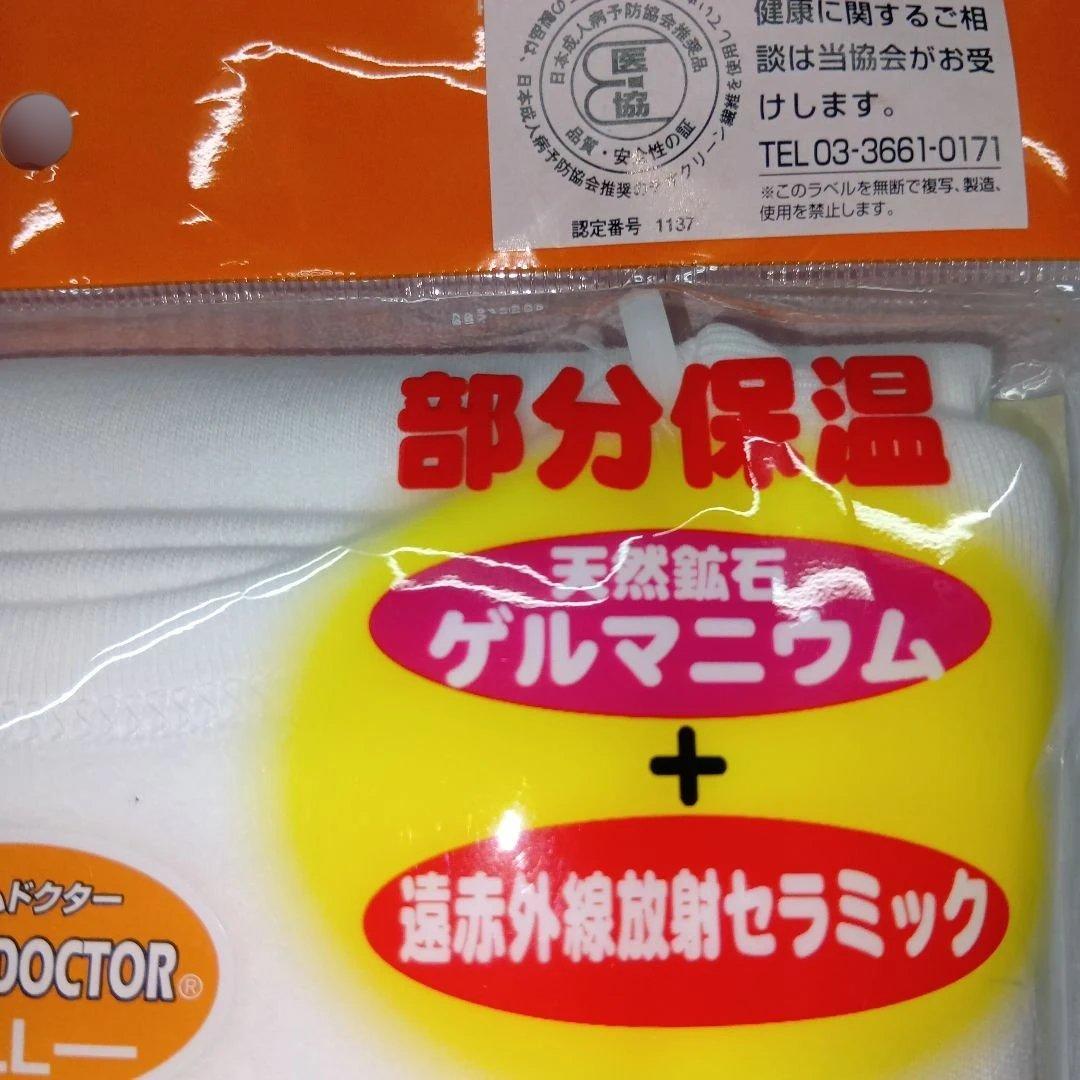 健康に関するご相
談は当協会がお受
けします。
TEL 03-3661-0171
※このラベルを無断で複写、製造、
使用を禁止します。
日本成人病予防協会推奨品
医
協
品質・安全性の証
認定番号 1137
部分保温
天然鉱石
ゲルマニウム
+
遠赤外線放射セラミック
ムドクター
DOCTOR®
LL